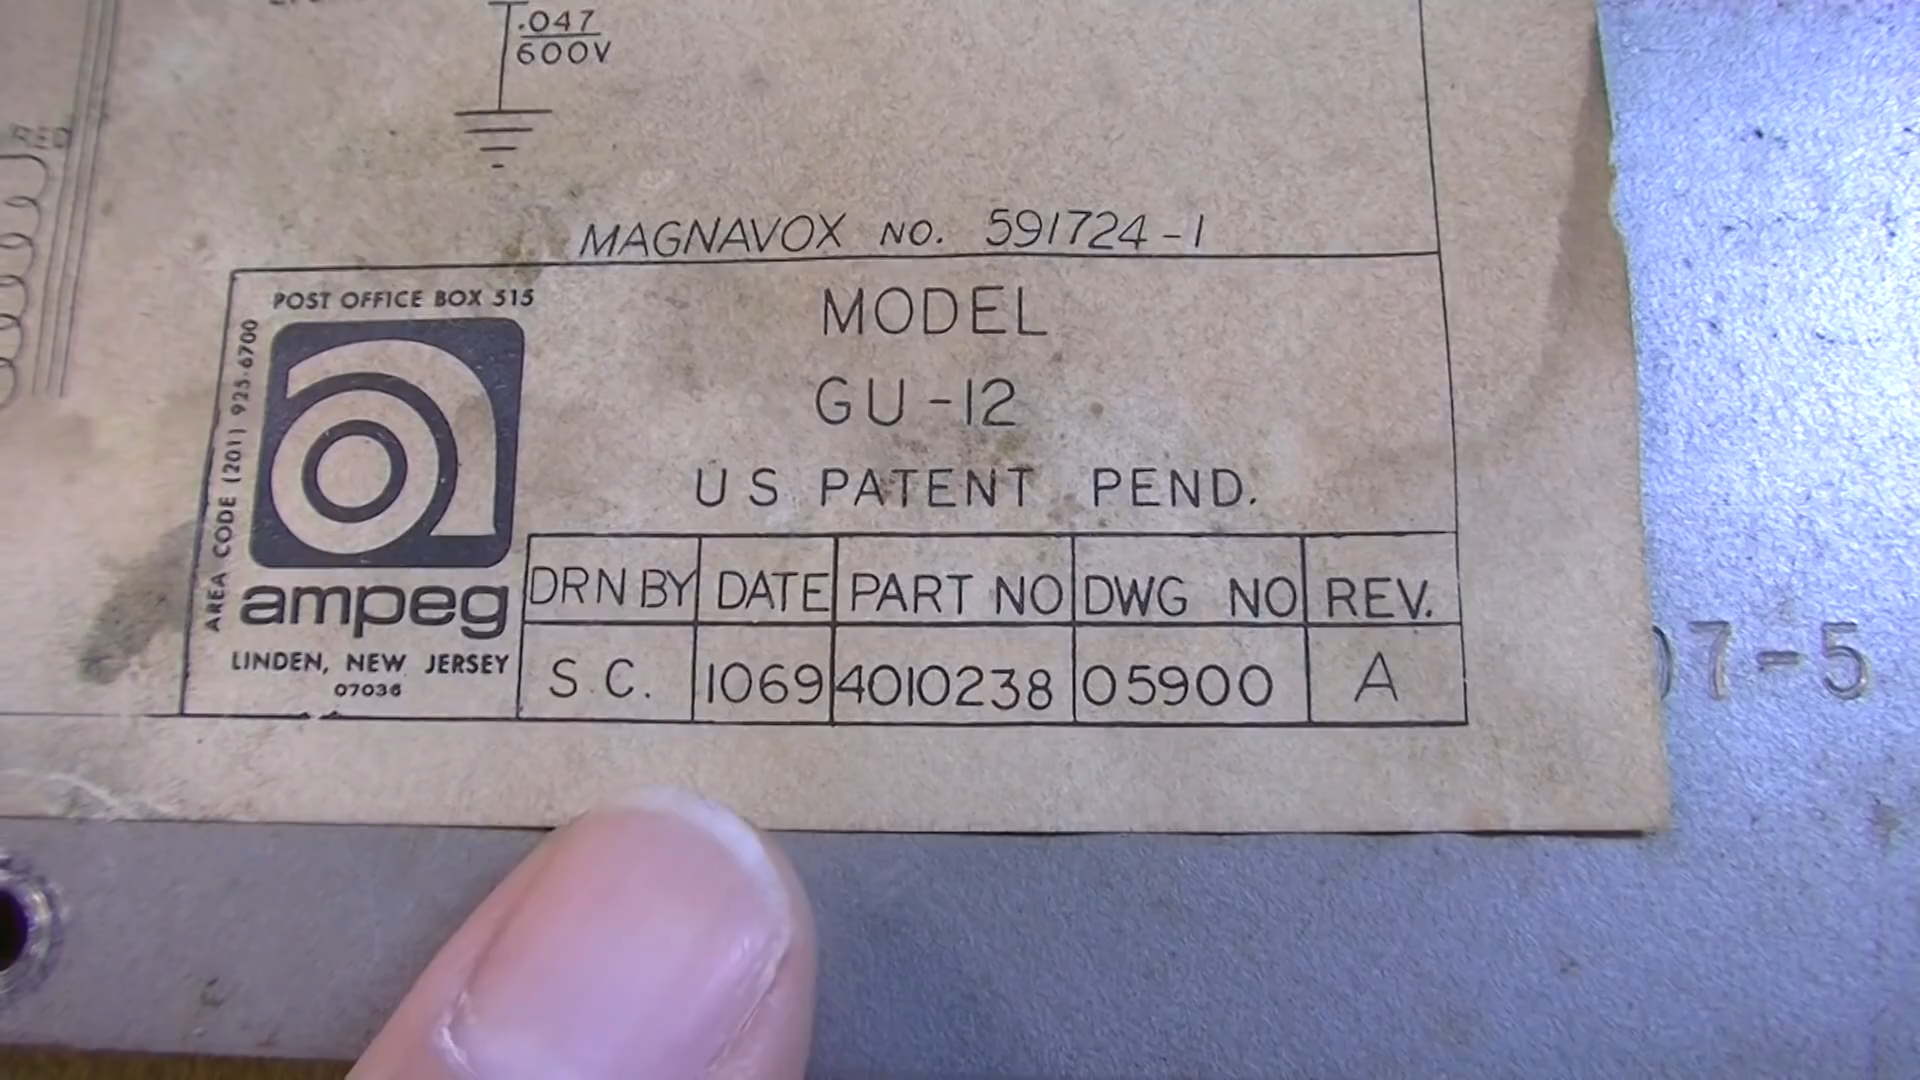 .047
600V
RED
MAGNAVOX NO. 591724-1
POST OFFICE BOX 515
AREA CODE (201) 925-6700
ampeg
LINDEN, NEW JERSEY
07036
MODEL
GU-12
US PATENT PEND.
DRN BY DATE PART NO DWG NO REV.
S.C. 1069 4010238 05900 A
7-5